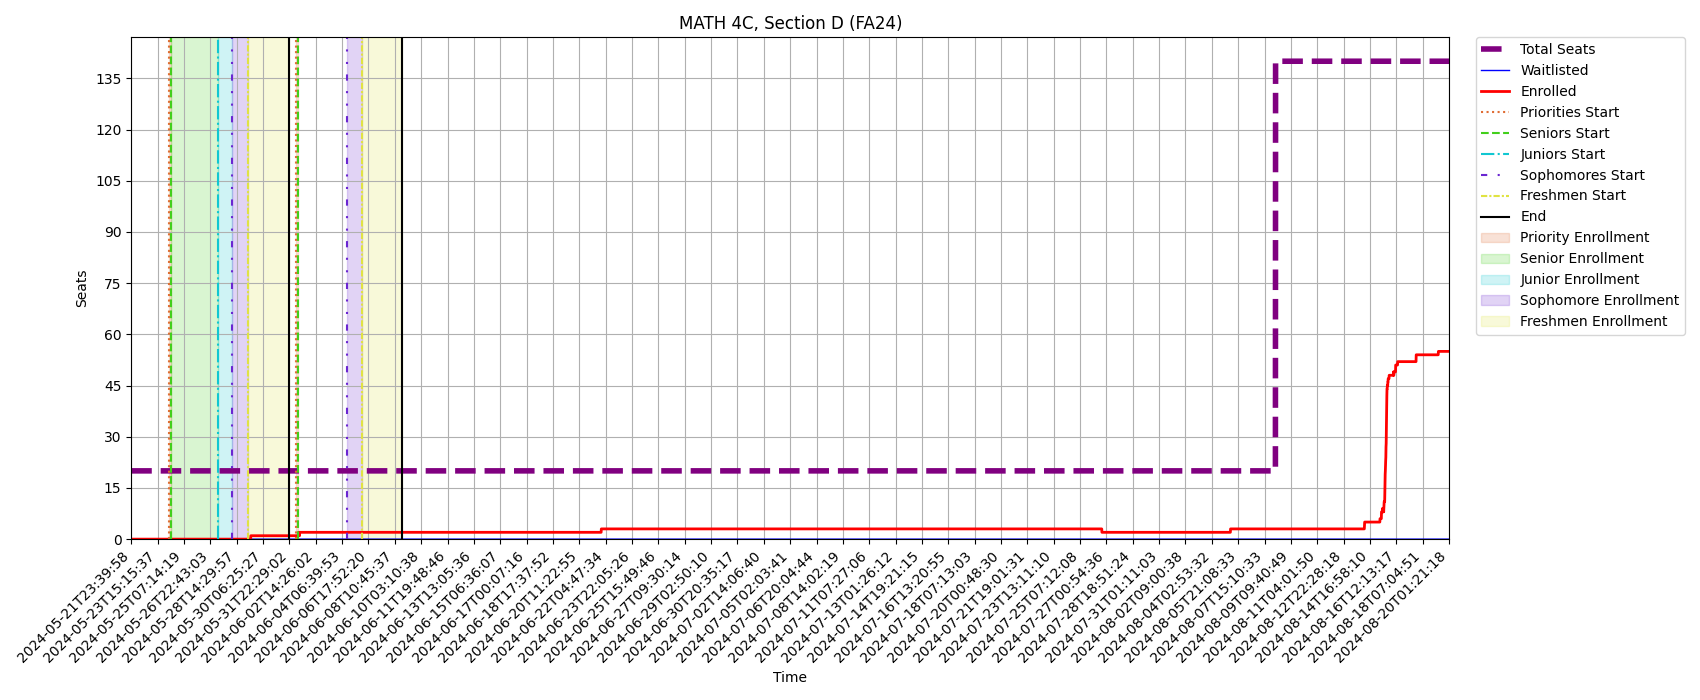 MATH 4C, Section D (FA24)
Seats
135
120
105
90
75
60
45
30
15
0
2024-05-21T23:39:58
2024-05-23T15:15:37
2024-05-25T07:14:19
2024-05-26T22:43:03
2024-05-28T14:29:57
2024-05-30T06:25:27
2024-05-31T22:29:02
2024-06-02T14:26:02
2024-06-04T06:39:53
2024-06-06T17:52:20
2024-06-08T10:45:37
2024-06-10T03:10:38
2024-06-11T19:48:46
2024-06-13T13:05:36
2024-06-15T06:36:07
2024-06-17T00:07:16
2024-06-18T17:37:52
2024-06-20T11:22:55
2024-06-22T04:47:34
2024-06-23T22:05:26
2024-06-25T15:49:46
2024-06-27T09:30:14
2024-06-29T02:50:10
2024-06-30T20:35:17
2024-07-02T14:06:40
2024-07-05T02:03:41
2024-07-06T20:04:44
2024-07-08T14:02:19
2024-07-11T07:27:06
2024-07-13T01:26:12
2024-07-14T19:21:15
2024-07-16T13:20:55
2024-07-18T07:13:03
2024-07-20T00:48:30
2024-07-21T19:01:31
2024-07-23T13:11:10
2024-07-25T07:12:08
2024-07-27T00:54:36
2024-07-28T18:51:24
2024-07-31T01:11:03
2024-08-02T09:00:38
2024-08-04T02:53:32
2024-08-05T21:08:33
2024-08-07T15:10:33
2024-08-09T09:40:49
2024-08-11T04:01:50
2024-08-12T22:28:18
2024-08-14T16:58:10
2024-08-16T12:13:17
2024-08-18T07:04:51
2024-08-20T01:21:18
Time
Total Seats
Waitlisted
Enrolled
Priorities Start
Seniors Start
Juniors Start
Sophomores Start
Freshmen Start
End
Priority Enrollment
Senior Enrollment
Junior Enrollment
Sophomore Enrollment
Freshmen Enrollment